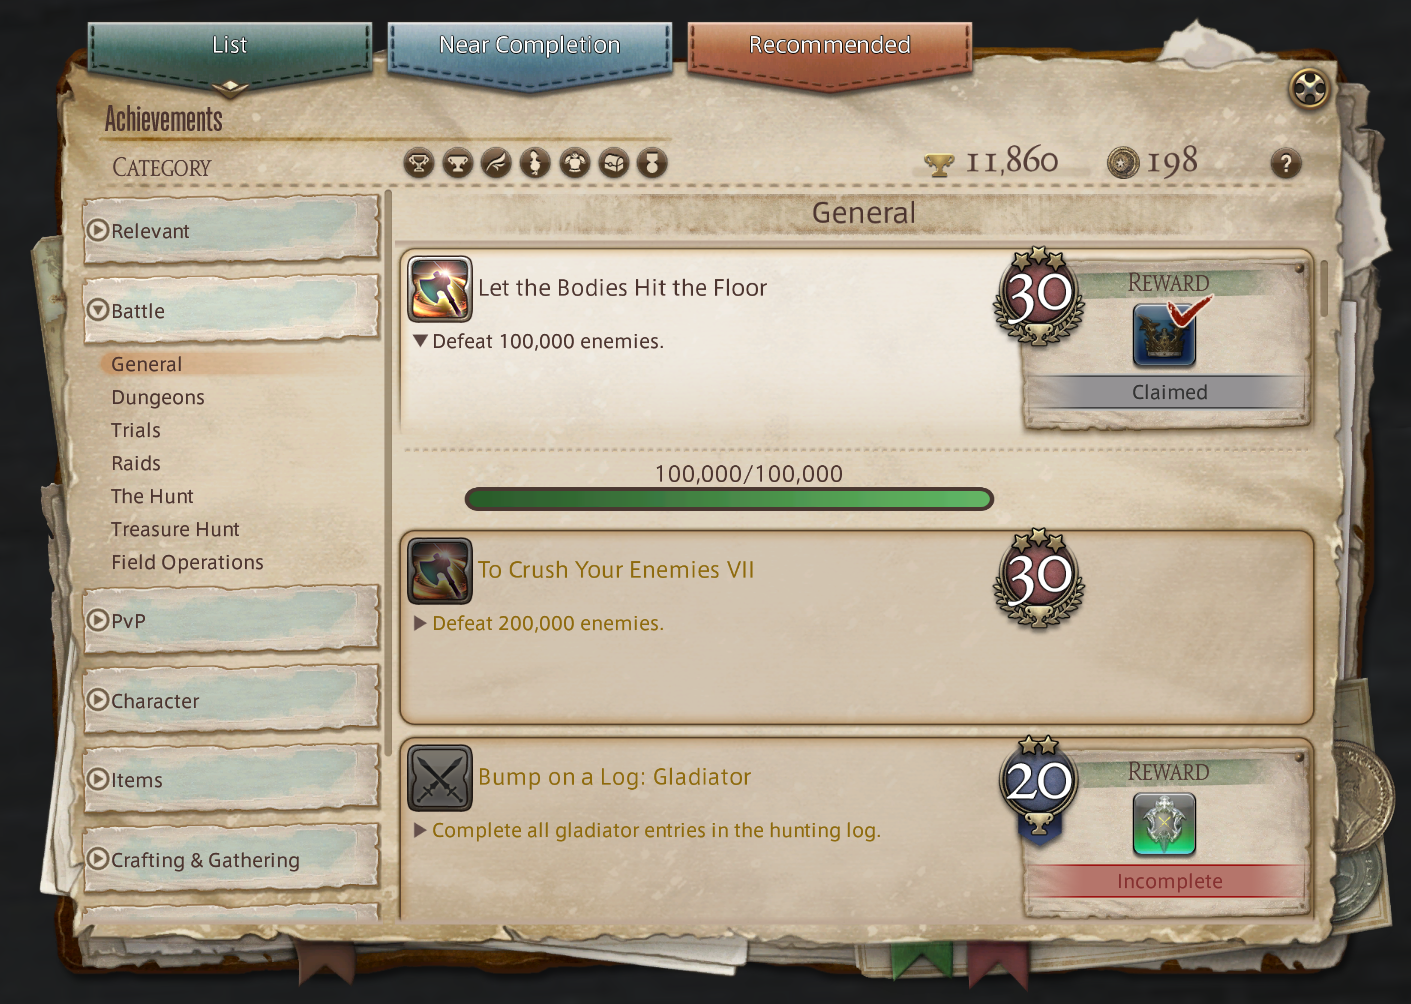 List
Near Completion
Recommended
Achievements
Category
11,860
198
?
Relevant
Battle
General
Dungeons
Trials
Raids
The Hunt
Treasure Hunt
Field Operations
PvP
Character
Items
Crafting & Gathering
General
Let the Bodies Hit the Floor
30
Reward
Defeat 100,000 enemies.
Claimed
100,000/100,000
To Crush Your Enemies VII
30
Defeat 200,000 enemies.
Bump on a Log: Gladiator
20
Reward
Complete all gladiator entries in the hunting log.
Incomplete